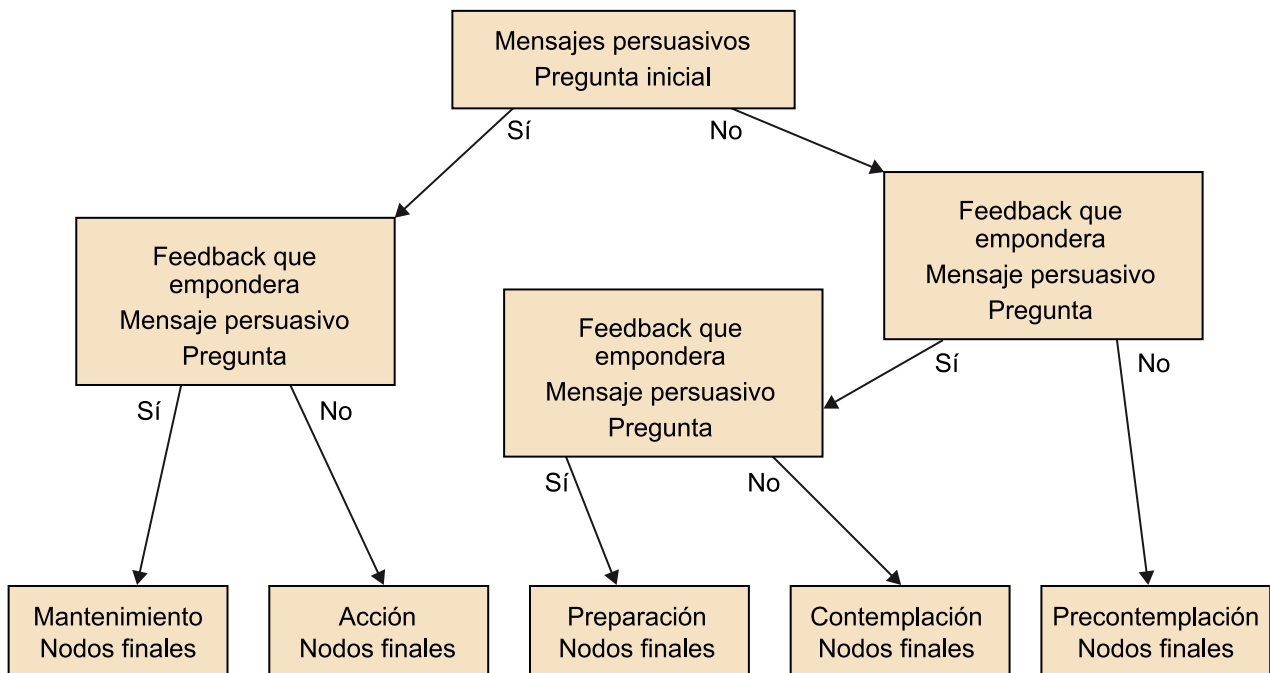 Mensajes persuasivos
Pregunta inicial
Sí
No
Feedback que
empondera
Mensaje persuasivo
Pregunta
Feedback que
empondera
Mensaje persuasivo
Pregunta
Feedback que
empondera
Mensaje persuasivo
Pregunta
Sí
No
Sí
No
Sí
No
Mantenimiento
Nodos finales
Acción
Nodos finales
Preparación
Nodos finales
Contemplación
Nodos finales
Precontemplación
Nodos finales